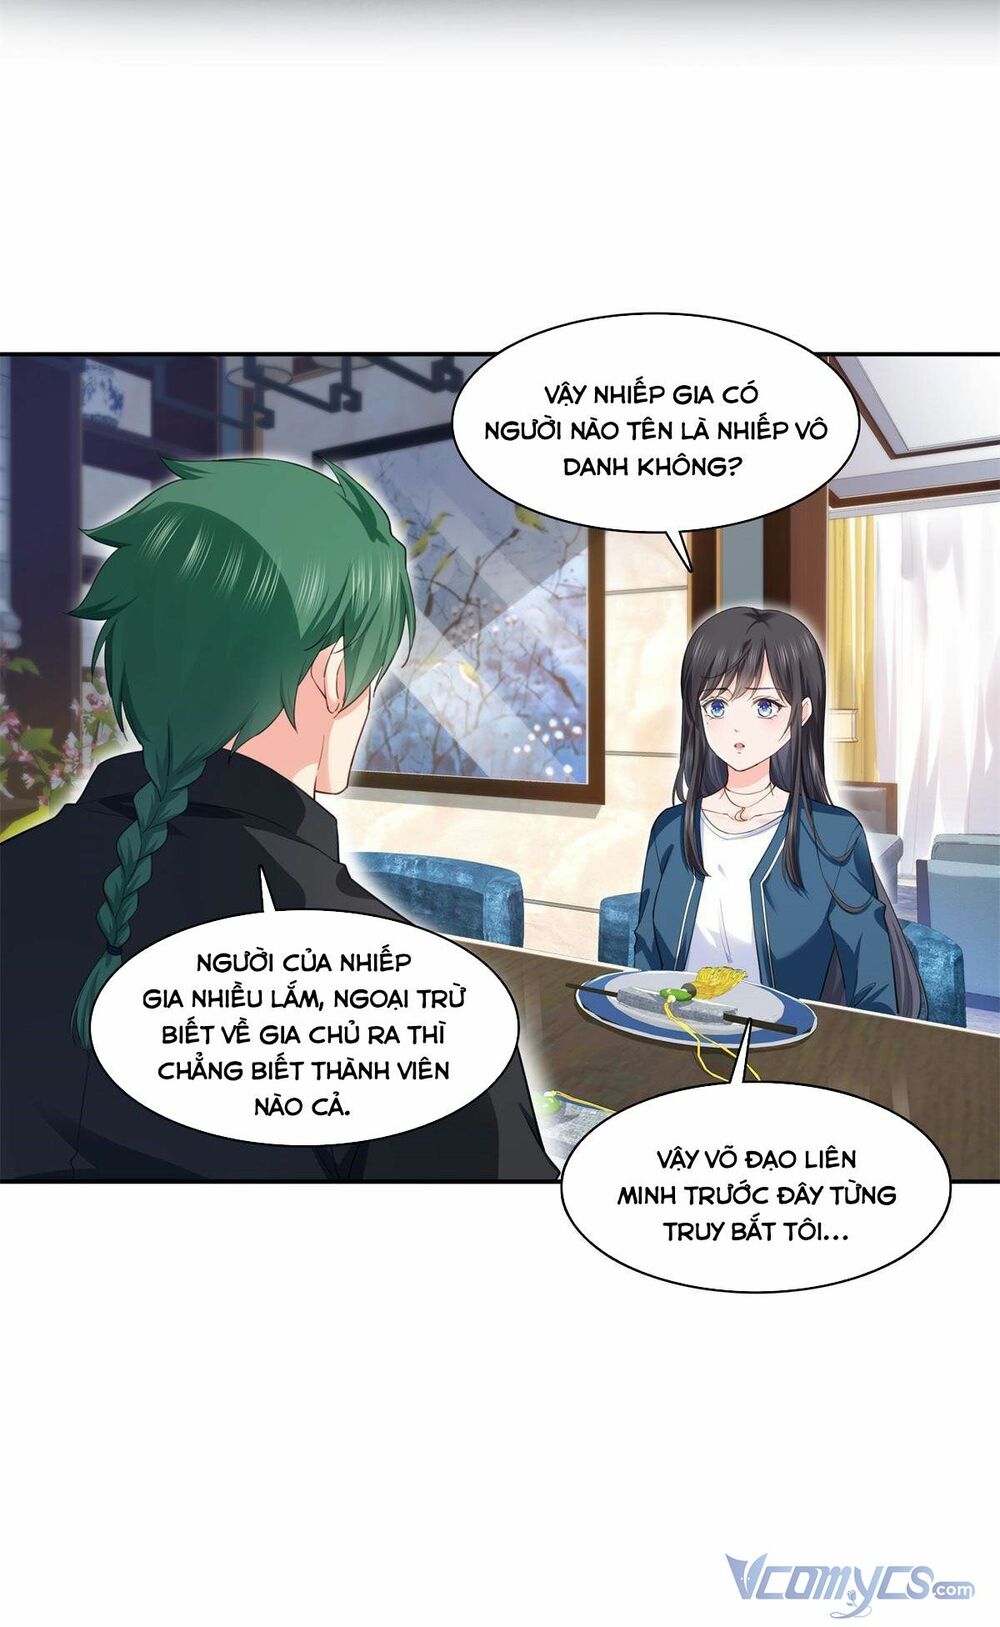 VẬY NHIẾP GIA CÓ
NGƯỜI NÀO TÊN LÀ NHIẾP VÔ
DANH KHÔNG?
NGƯỜI CỦA NHIẾP
GIA NHIỀU LẮM, NGOẠI TRỪ
BIẾT VỀ GIA CHỦ RA THÌ
CHẲNG BIẾT THÀNH VIÊN
NÀO CẢ.
VẬY VÕ ĐẠO LIÊN
MINH TRƯỚC ĐÂY TỪNG
TRUY BẮT TÔI...
VCOMYCS.com